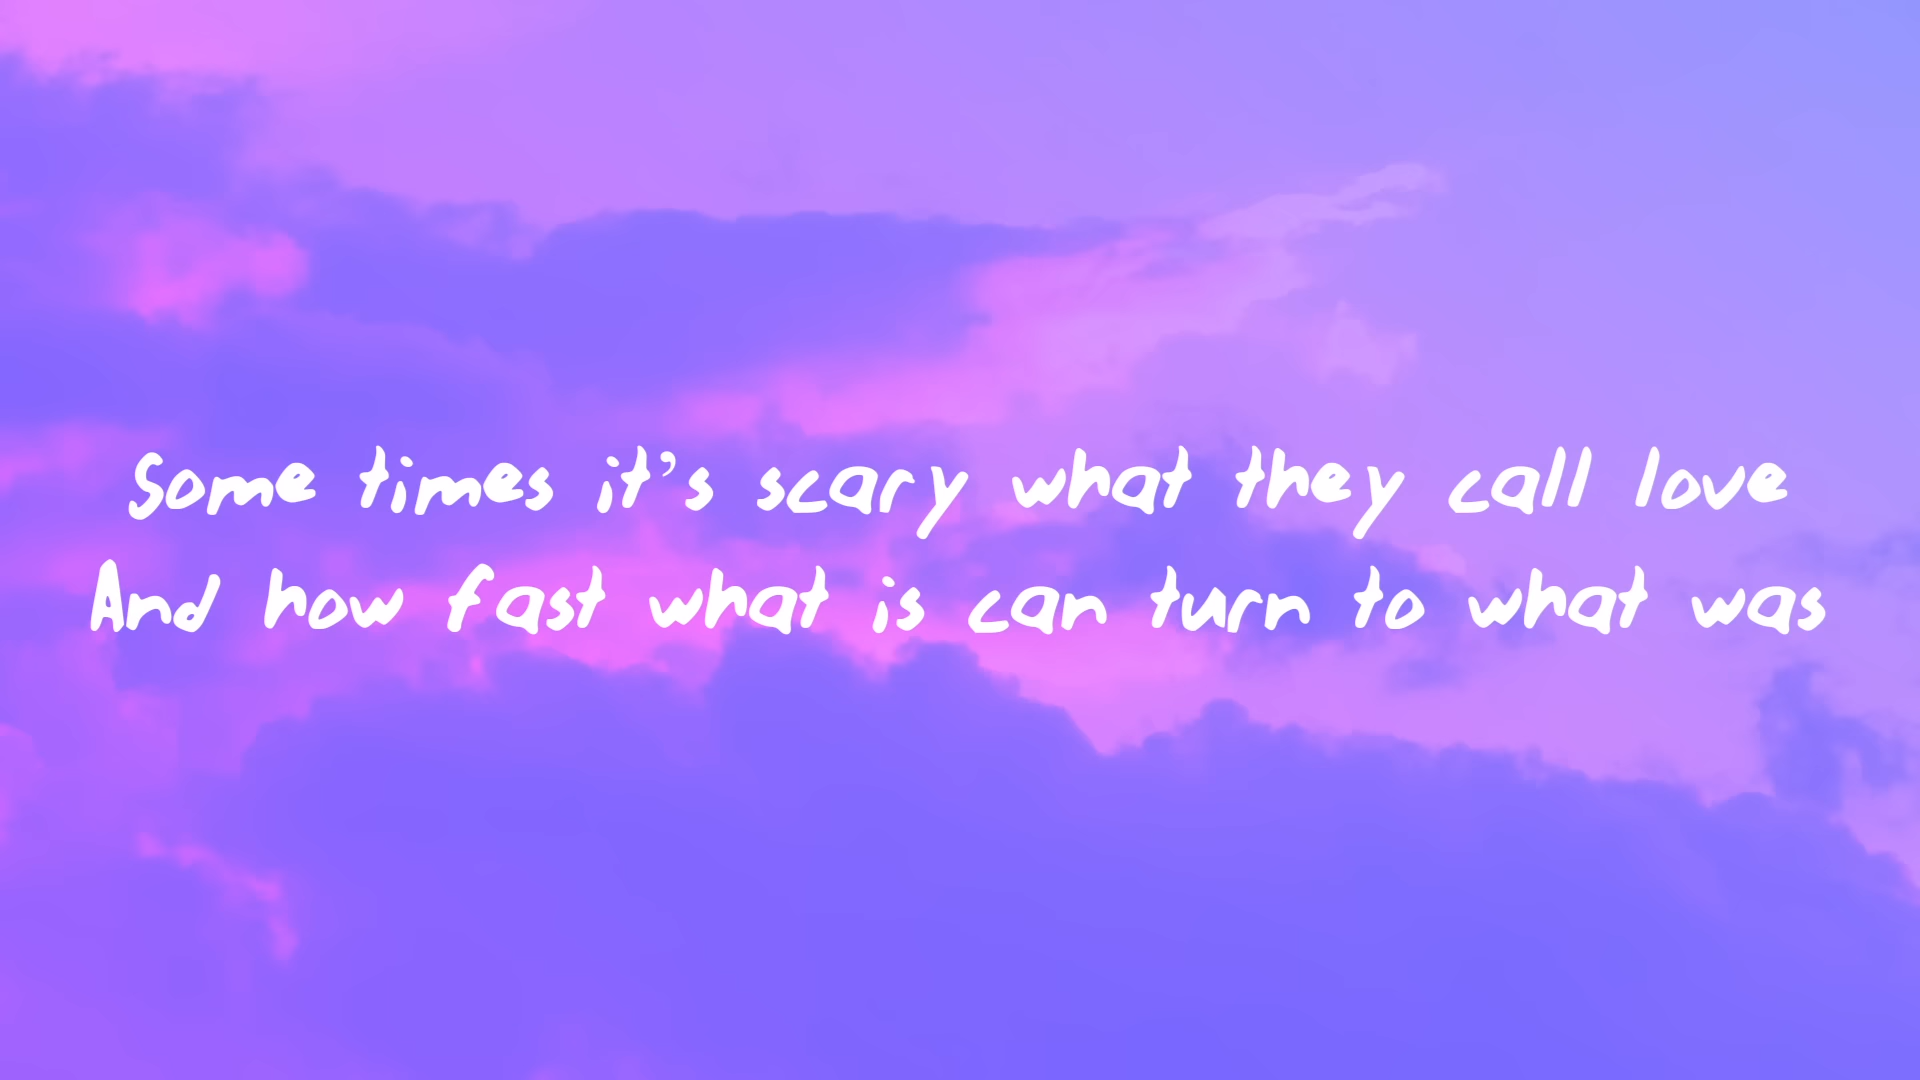 Some times it’s scary what they call love
And how fast what is can turn to what was